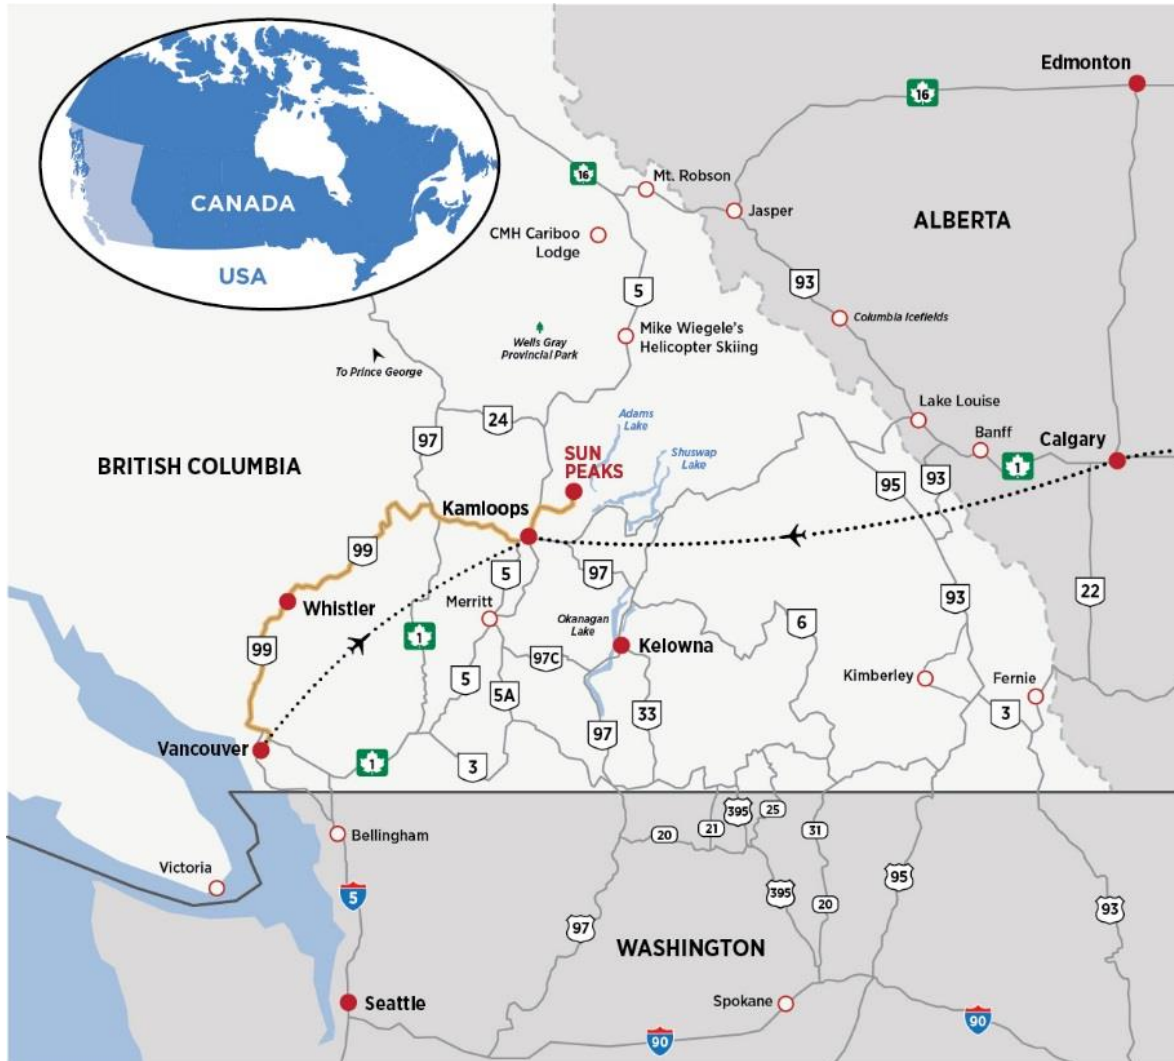 CANADA
USA
Edmonton
16
16
Mt. Robson
Jasper
ALBERTA
CMH Cariboo
Lodge
93
5
Columbia Icefields
Mike Wiegele's
Helicopter Skiing
Wells Gray
Provincial Park
To Prince George
24
97
Adams
Lake
Lake Louise
Banff
Calgary
1
BRITISH COLUMBIA
SUN
PEAKS
Shuswap
Lake
95
93
Kamloops
99
5
97
Whistler
Merritt
Okanagan
Lake
93
22
6
1
99
97C
Kelowna
Kimberley
Fernie
5
5A
33
3
Vancouver
97
1
3
Bellingham
20
21
395
25
31
Victoria
5
395
20
95
93
97
WASHINGTON
Seattle
Spokane
90
90